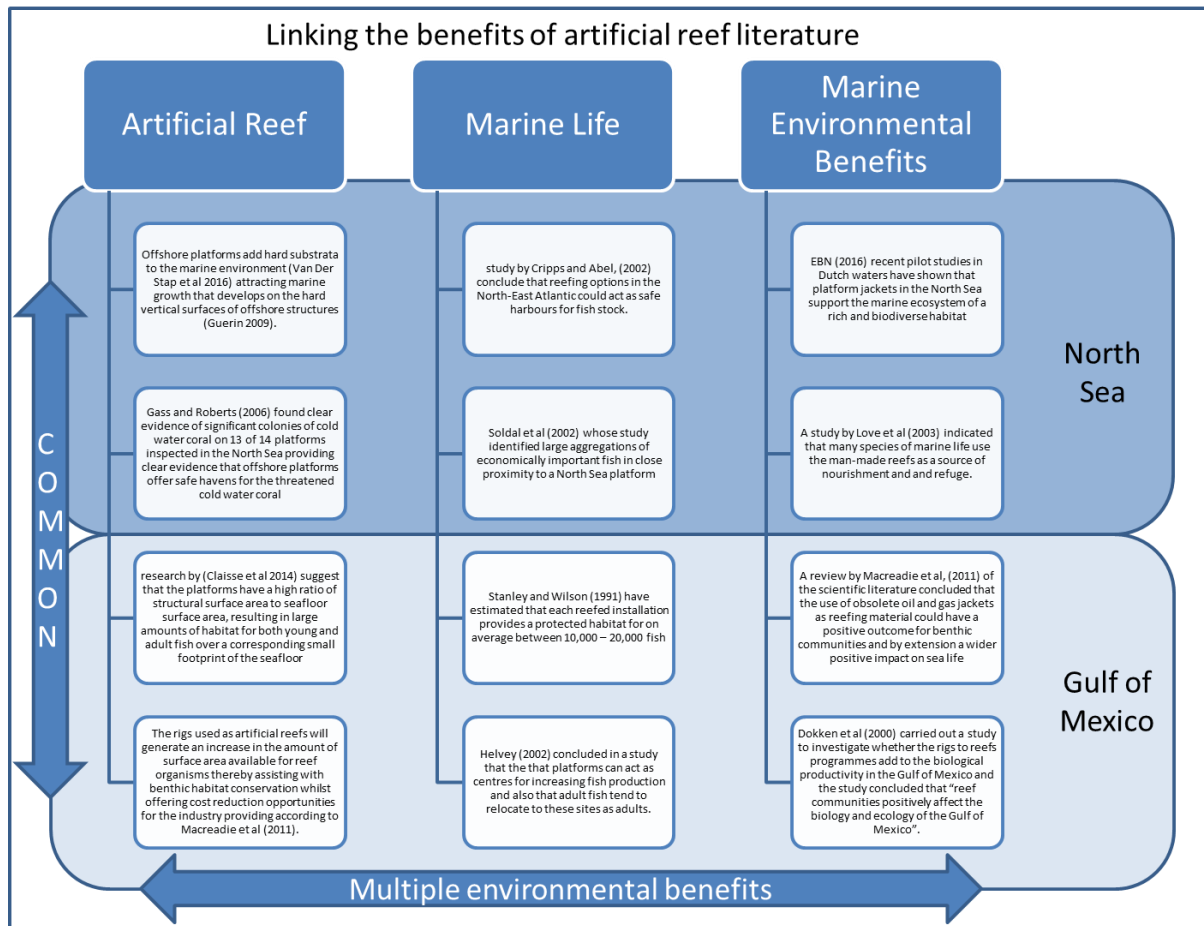 Linking the benefits of artificial reef literature
Artificial Reef
Marine Life
Marine
Environmental
Benefits
Offshore platforms add hard substrata
to the marine environment (Van Der
Stap et al 2016) attracting marine
growth that develops on the hard
vertical surfaces of offshore structures
(Guerin 2009).
study by Cripps and Abel, (2002)
conclude that reefing options in the
North-East Atlantic could act as safe
harbours for fish stock.
EBN (2016) recent pilot studies in
Dutch waters have shown that
platform jackets in the North Sea
support the marine ecosystem of a
rich and biodiverse habitat
North
Sea
Gass and Roberts (2006) found clear
evidence of significant colonies of cold
water coral on 13 of 14 platforms
inspected in the North Sea providing
clear evidence that offshore platforms
offer safe havens for the threatened
cold water coral
Soldal et al (2002) whose study
identified large aggregations of
economically important fish in close
proximity to a North Sea platform
A study by Love et al (2003) indicated
that many species of marine life use
the man-made reefs as a source of
nourishment and and refuge.
COMMON
research by (Claisse et al 2014) suggest
that the platforms have a high ratio of
structural surface area to seafloor
surface area, resulting in large
amounts of habitat for both young and
adult fish over a corresponding small
footprint of the seafloor
Stanley and Wilson (1991) have
estimated that each reefed installation
provides a protected habitat for on
average between 10,000 – 20,000 fish
A review by Macreadie et al, (2011) of
the scientific literature concluded that
the use of obsolete oil and gas jackets
as reefing material could have a
positive outcome for benthic
communities and by extension a wider
positive impact on sea life
Gulf of
Mexico
The rigs used as artificial reefs will
generate an increase in the amount of
surface area available for reef
organisms thereby assisting with
benthic habitat conservation whilst
offering cost reduction opportunities
for the industry providing according to
Macreadie et al (2011).
Helvey (2002) concluded in a study
that the that platforms can act as
centres for increasing fish production
and also that adult fish tend to
relocate to these sites as adults.
Dokken et al (2000) carried out a study
to investigate whether the rigs to reefs
programmes add to the biological
productivity in the Gulf of Mexico and
the study concluded that “reef
communities positively affect the
biology and ecology of the Gulf of
Mexico”.
Multiple environmental benefits